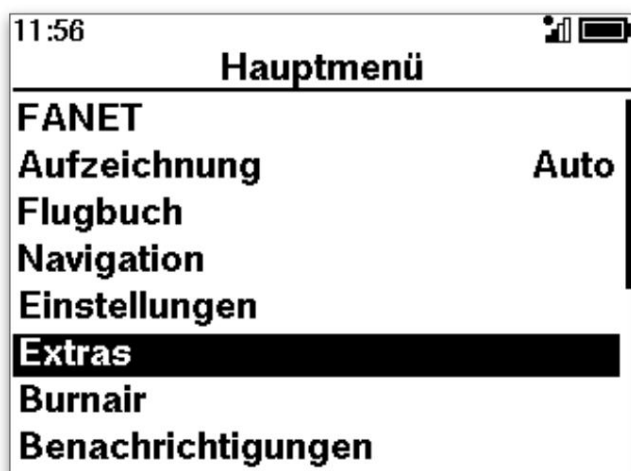 11:56
Hauptmenü
FANET
Aufzeichnung Auto
Flugbuch
Navigation
Einstellungen
Extras
Burnair
Benachrichtigungen